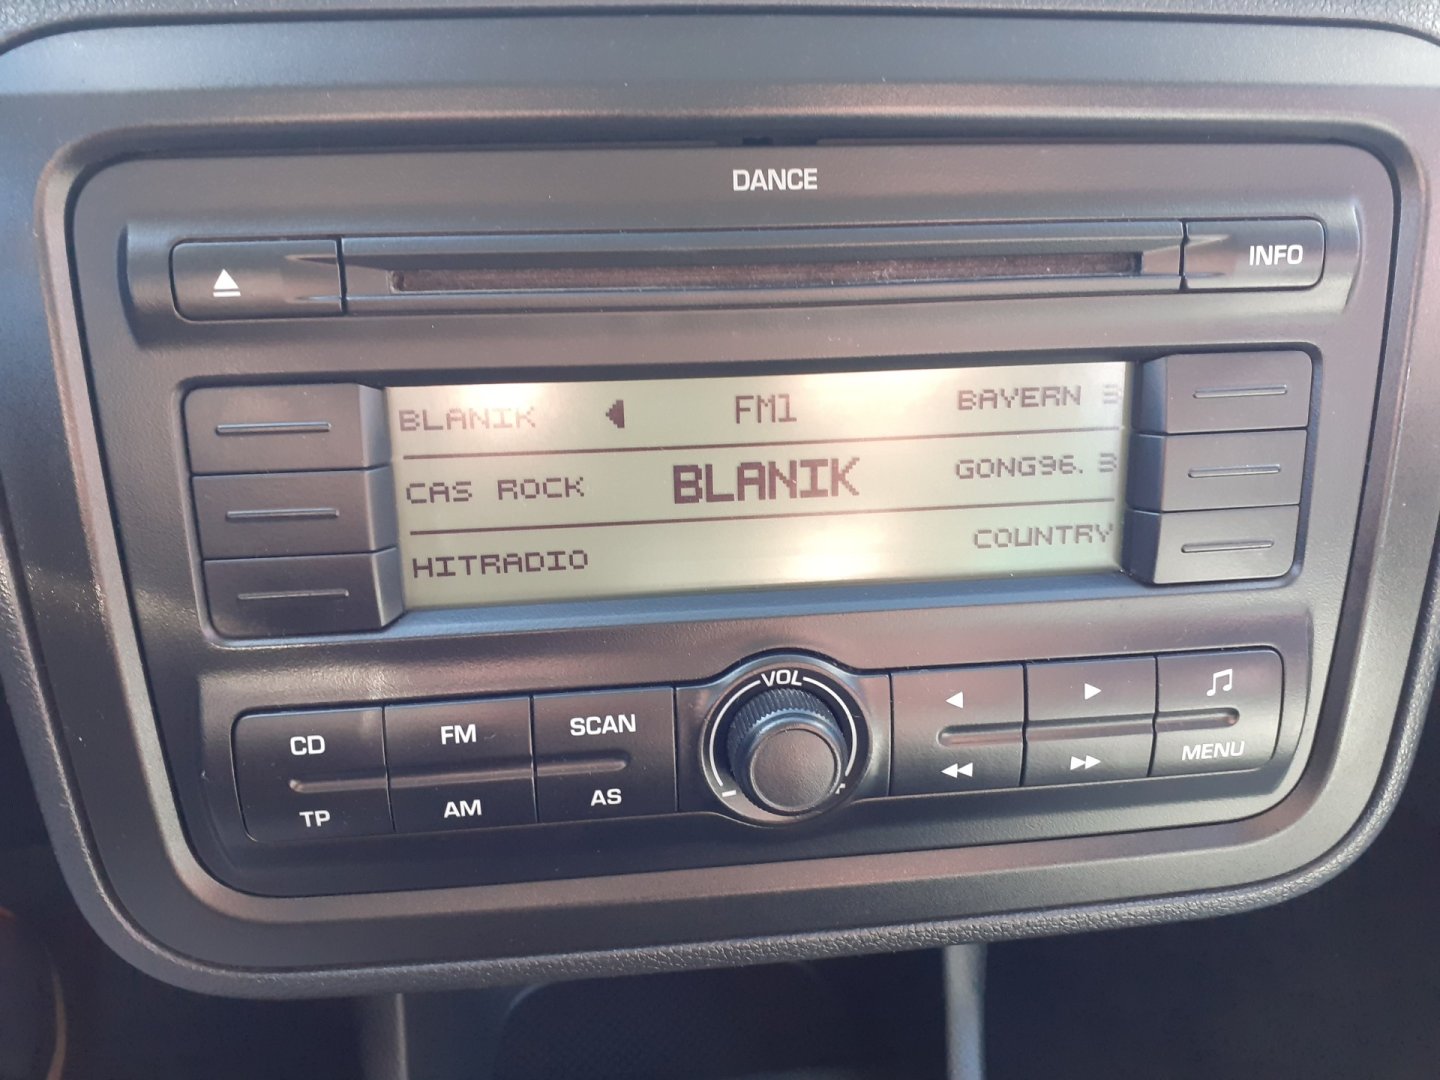 DANCE
INFO
BLANIK FM1 BAYERN 3
CAS ROCK BLANIK GONG96. 3
HITRADIO COUNTRY
VOL
CD FM SCAN
TP AM AS
- +
MENU